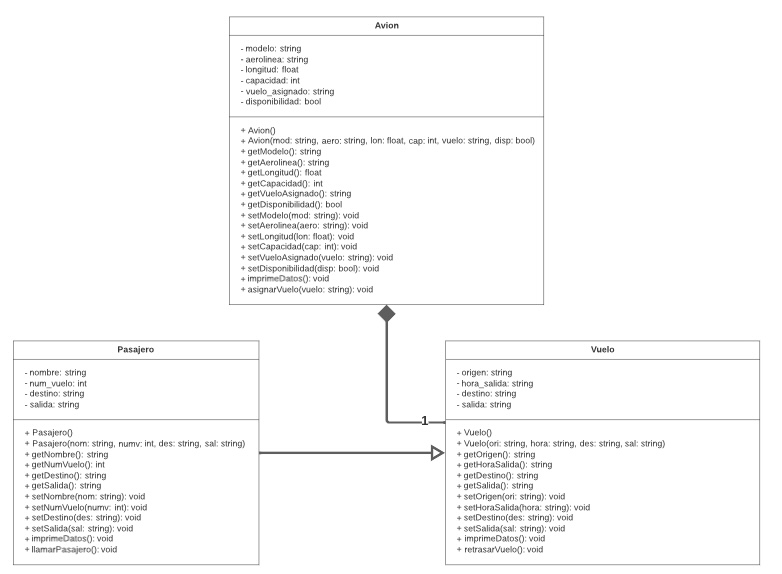 Avion
- modelo: string
- aerolinea: string
- longitud: float
- capacidad: int
- vuelo_asignado: string
- disponibilidad: bool
+ Avion()
+ Avion(mod: string, aero: string, lon: float, cap: int, vuelo: string, disp: bool)
+ getModelo(): string
+ getAerolinea(): string
+ getLongitud(): float
+ getCapacidad(): int
+ getVueloAsignado(): string
+ getDisponibilidad(): bool
+ setModelo(mod: string): void
+ setAerolinea(aero: string): void
+ setLongitud(lon: float): void
+ setCapacidad(cap: int): void
+ setVueloAsignado(vuelo: string): void
+ setDisponibilidad(disp: bool): void
+ imprimeDatos(): void
+ asignarVuelo(vuelo: string): void
Pasajero
- nombre: string
- num_vuelo: int
- destino: string
- salida: string
+ Pasajero()
+ Pasajero(nom: string, numv: int, des: string, sal: string)
+ getNombre(): string
+ getNumVuelo(): int
+ getDestino(): string
+ getSalida(): string
+ setNombre(nom: string): void
+ setNumVuelo(numv: int): void
+ setDestino(des: string): void
+ setSalida(sal: string): void
+ imprimeDatos(): void
+ llamarPasajero(): void
1
Vuelo
- origen: string
- hora_salida: string
- destino: string
- salida: string
+ Vuelo()
+ Vuelo(ori: string, hora: string, des: string, sal: string)
+ getOrigen(): string
+ getHoraSalida(): string
+ getDestino(): string
+ getSalida(): string
+ setOrigen(ori: string): void
+ setHoraSalida(hora: string): void
+ setDestino(des: string): void
+ setSalida(sal: string): void
+ imprimeDatos(): void
+ retrasarVuelo(): void